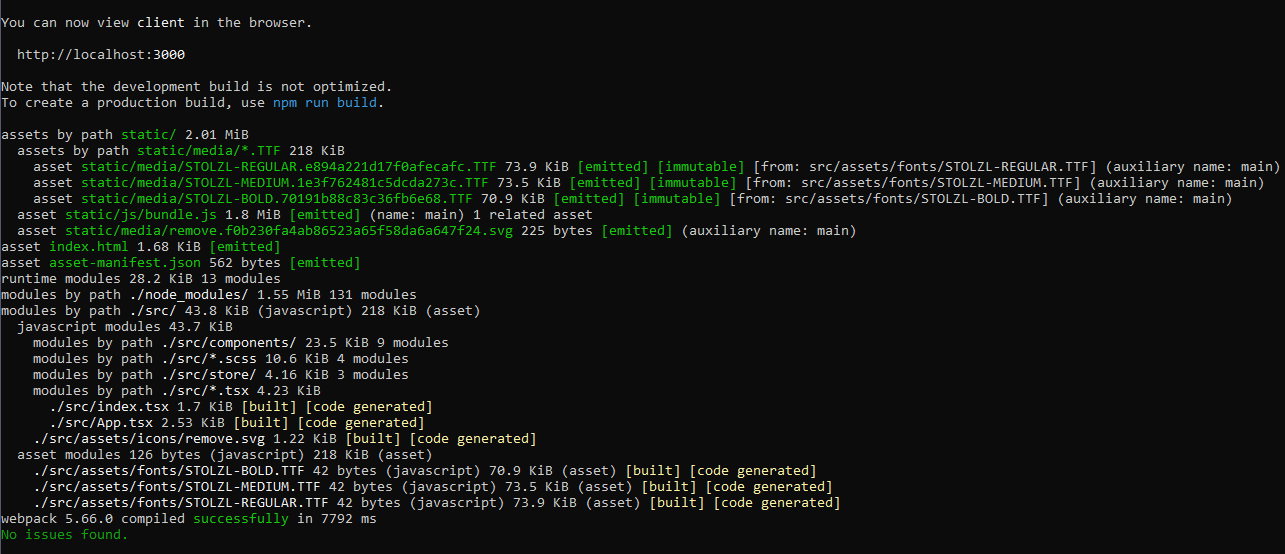 You can now view client in the browser.
http://localhost:3000
Note that the development build is not optimized.
To create a production build, use npm run build.
assets by path static/ 2.01 MiB
assets by path static/media/*.TTF 218 KiB
asset static/media/STOLZL-REGULAR.e894a221d17f0afecafc.TTF 73.9 KiB [emitted] [immutable] [from: src/assets/fonts/STOLZL-REGULAR.TTF] (auxiliary name: main)
asset static/media/STOLZL-MEDIUM.1e3f762481c5dcda273c.TTF 73.5 KiB [emitted] [immutable] [from: src/assets/fonts/STOLZL-MEDIUM.TTF] (auxiliary name: main)
asset static/media/STOLZL-BOLD.70191b88c83c36fb6e68.TTF 70.9 KiB [emitted] [immutable] [from: src/assets/fonts/STOLZL-BOLD.TTF] (auxiliary name: main)
asset static/js/bundle.js 1.8 MiB [emitted] (name: main) 1 related asset
asset static/media/remove.f0b230fa4ab86523a65f58da6a647f24.svg 225 bytes [emitted] (auxiliary name: main)
asset index.html 1.68 KiB [emitted]
asset asset-manifest.json 562 bytes [emitted]
runtime modules 28.2 KiB 13 modules
modules by path ./node_modules/ 1.55 MiB 131 modules
modules by path ./src/ 43.8 KiB (javascript) 218 KiB (asset)
javascript modules 43.7 KiB
modules by path ./src/components/ 23.5 KiB 9 modules
modules by path ./src/*.scss 10.6 KiB 4 modules
modules by path ./src/store/ 4.16 KiB 3 modules
modules by path ./src/*.tsx 4.23 KiB
./src/index.tsx 1.7 KiB [built] [code generated]
./src/App.tsx 2.53 KiB [built] [code generated]
./src/assets/icons/remove.svg 1.22 KiB [built] [code generated]
asset modules 126 bytes (javascript) 218 KiB (asset)
./src/assets/fonts/STOLZL-BOLD.TTF 42 bytes (javascript) 70.9 KiB (asset) [built] [code generated]
./src/assets/fonts/STOLZL-MEDIUM.TTF 42 bytes (javascript) 73.5 KiB (asset) [built] [code generated]
./src/assets/fonts/STOLZL-REGULAR.TTF 42 bytes (javascript) 73.9 KiB (asset) [built] [code generated]
webpack 5.66.0 compiled successfully in 7792 ms
No issues found.